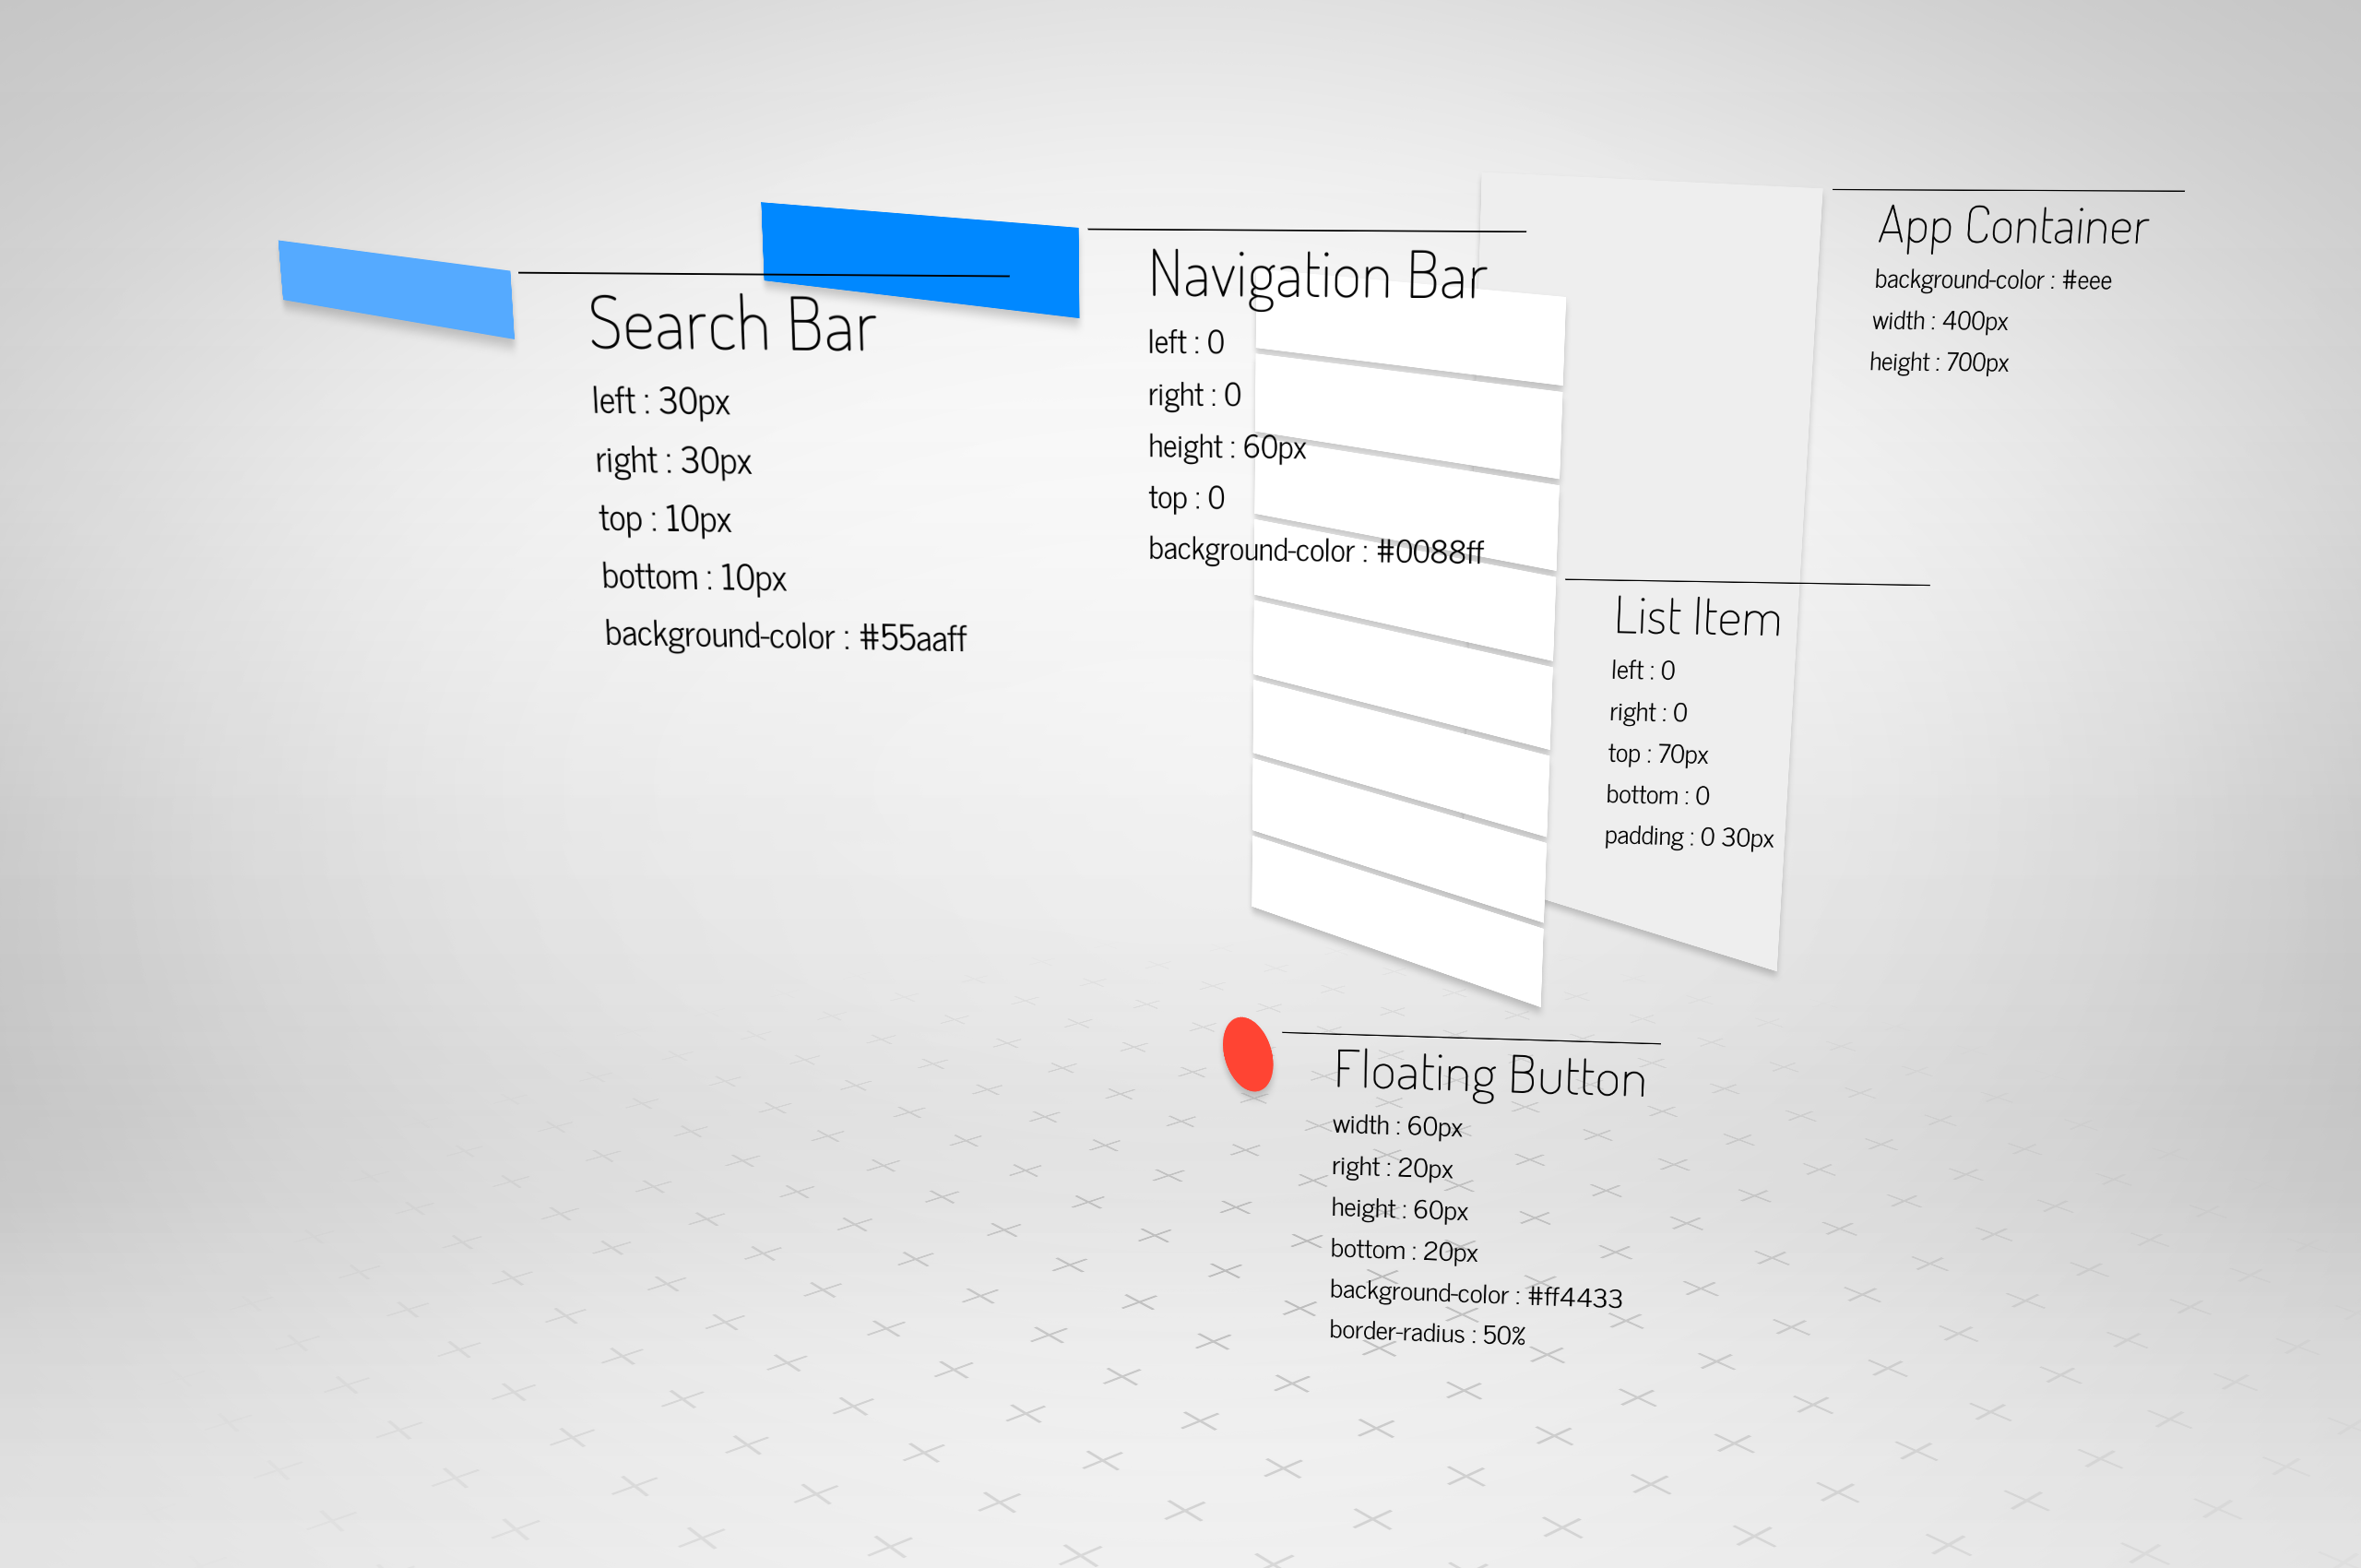 Search Bar
left : 30px
right : 30px
top : 10px
bottom : 10px
background-color : #55aaff
Navigation Bar
left : 0
right : 0
height : 60px
top : 0
background-color : #0088ff
App Container
background-color : #eee
width : 400px
height : 700px
List Item
left : 0
right : 0
top : 70px
bottom : 0
padding : 0 30px
Floating Button
width : 60px
right : 20px
height : 60px
bottom : 20px
background-color : #ff4433
border-radius : 50%